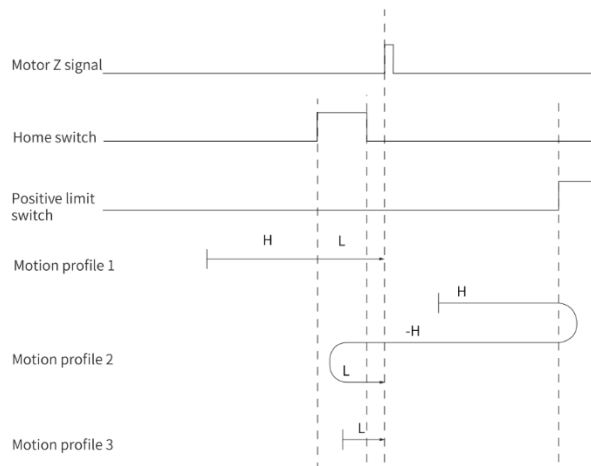 Motor Z signal
Home switch
Positive limit
switch
H L
Motion profile 1
H
-H
Motion profile 2
L
L
Motion profile 3